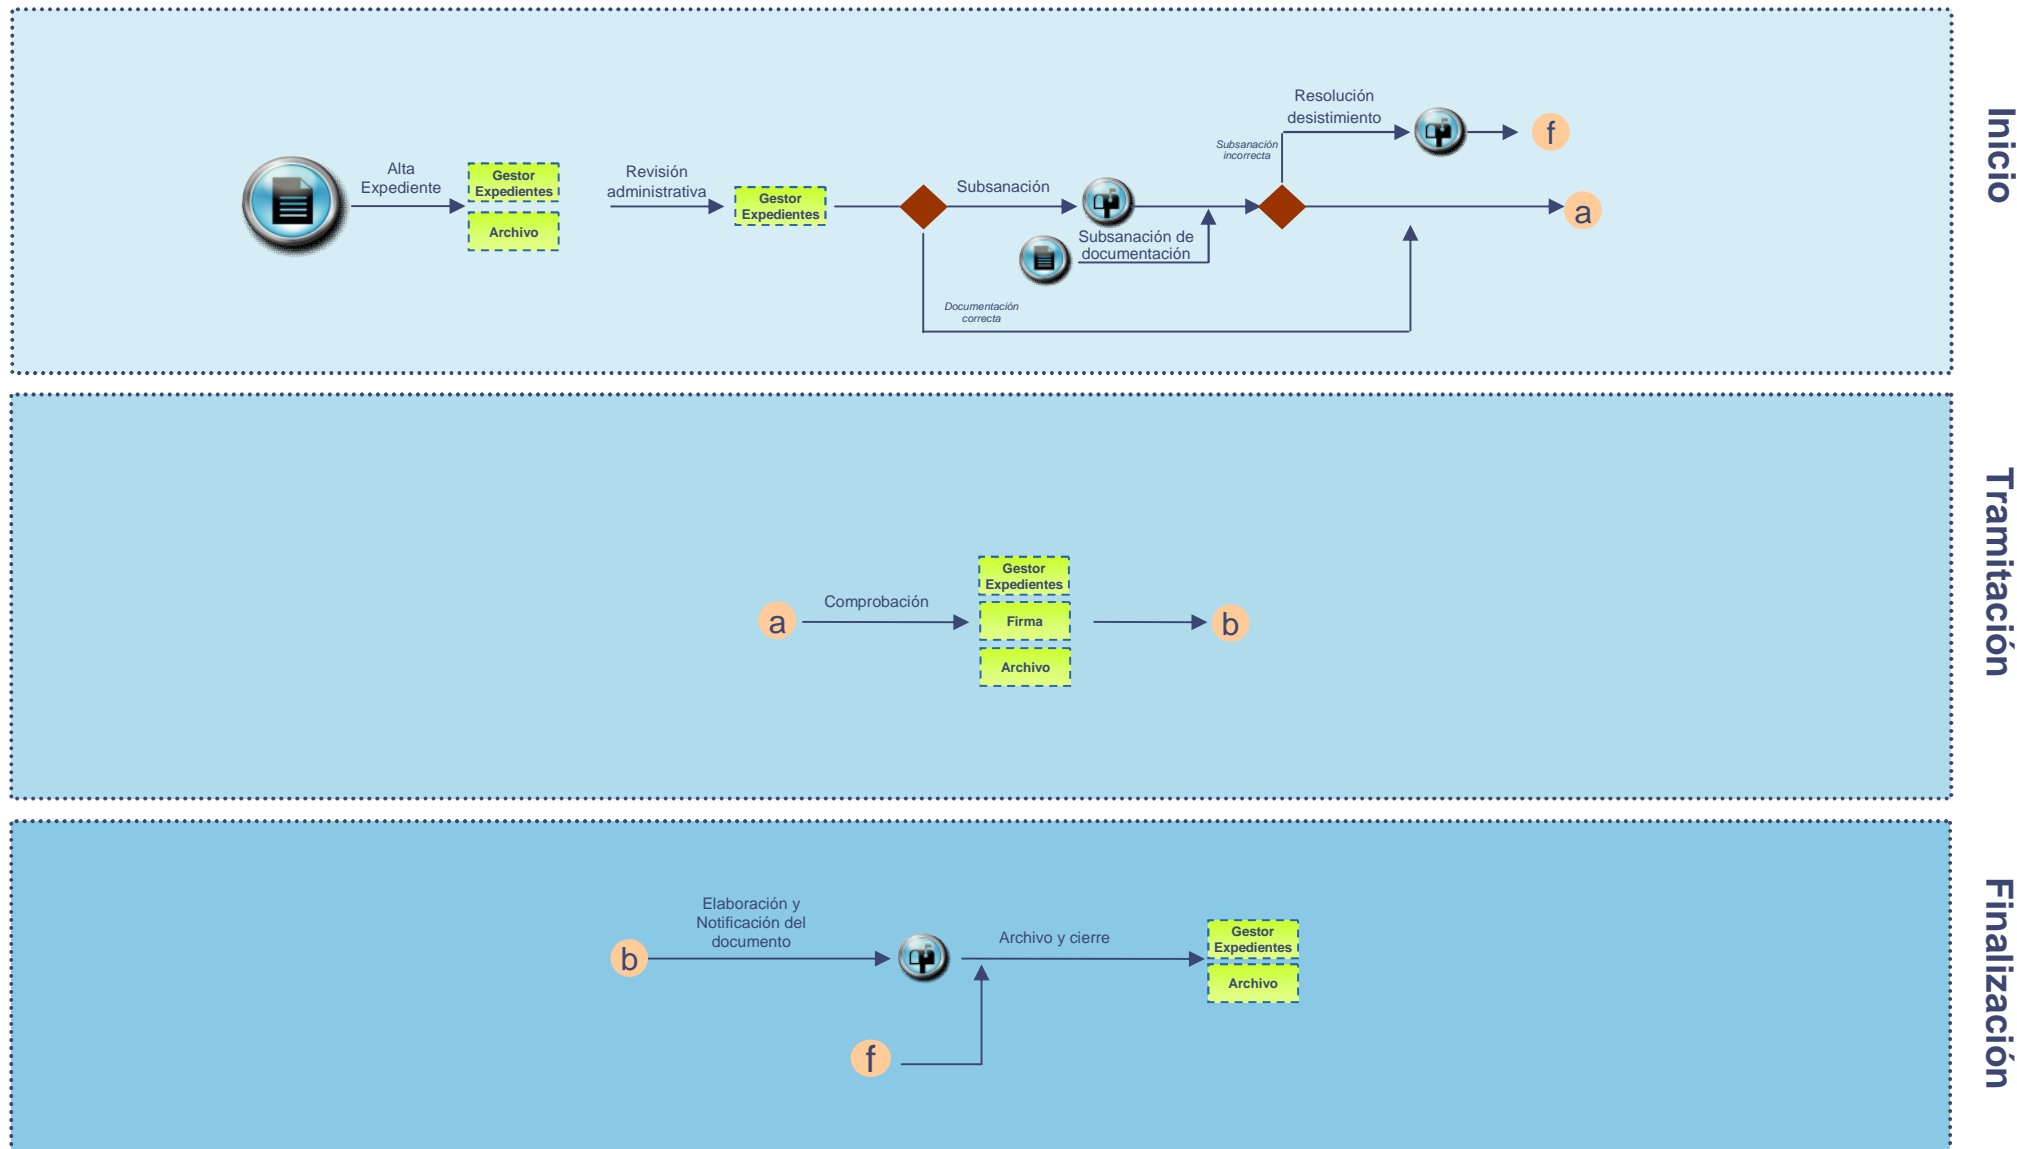 Inicio
Alta
Expediente
Gestor
Expedientes
Archivo
Revisión
administrativa
Gestor
Expedientes
Subsanación
Subsanación de
documentación
Documentación
correcta
Subsanación
incorrecta
Resolución
desistimiento
f
a
Tramitación
a
Comprobación
Gestor
Expedientes
Firma
Archivo
b
Finalización
b
Elaboración y
Notificación del
documento
Archivo y cierre
Gestor
Expedientes
Archivo
f